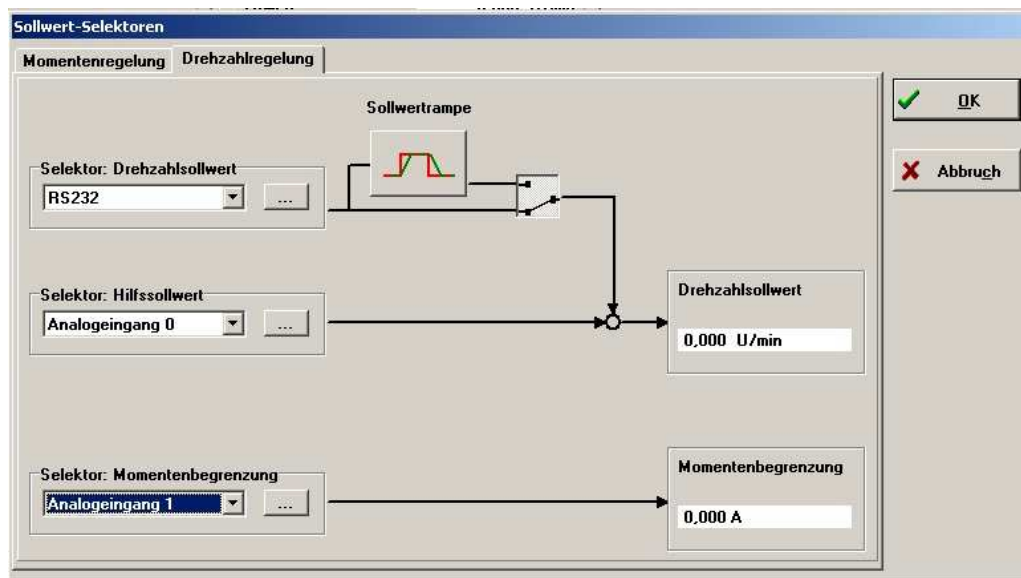 Sollwert-Selektoren
Momentenregelung
Drehzahlregelung
Sollwertrampe
OK
Abbruch
Selektor: Drehzahlsollwert
RS232
...
Selektor: Hilfssollwert
Analogeingang 0
...
Drehzahlsollwert
0,000 U/min
Selektor: Momentenbegrenzung
Analogeingang 1
...
Momentenbegrenzung
0,000 A